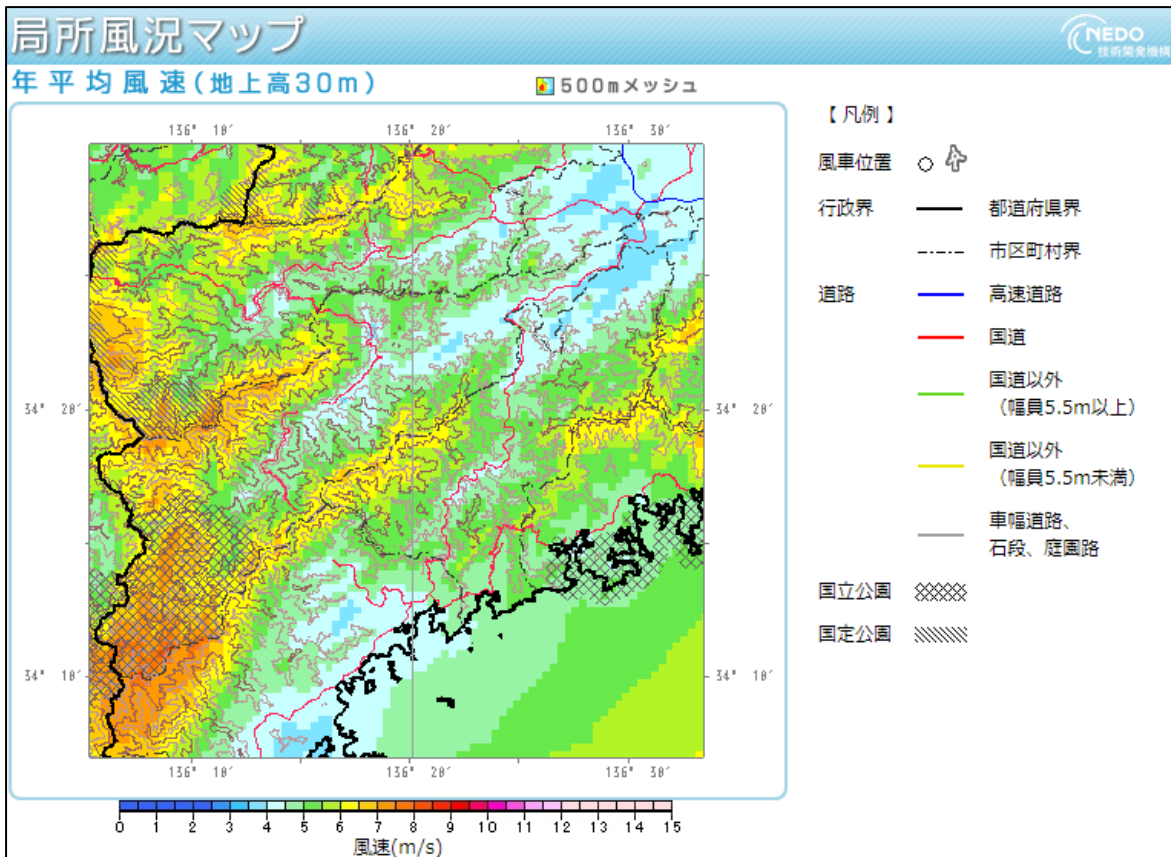 局所風況マップ
NEDO
技術開発機構
年平均風速(地上高30m)
500mメッシュ
136° 10′
136° 20′
136° 30′
34° 20′
34° 20′
34° 10′
34° 10′
136° 10′
136° 20′
136° 30′
0 1 2 3 4 5 6 7 8 9 10 11 12 13 14 15
風速(m/s)
【 凡例 】
風車位置
行政界
都道府県界
市区町村界
道路
高速道路
国道
国道以外
(幅員5.5m以上)
国道以外
(幅員5.5m未満)
車幅道路、
石段、庭園路
国立公園
国定公園